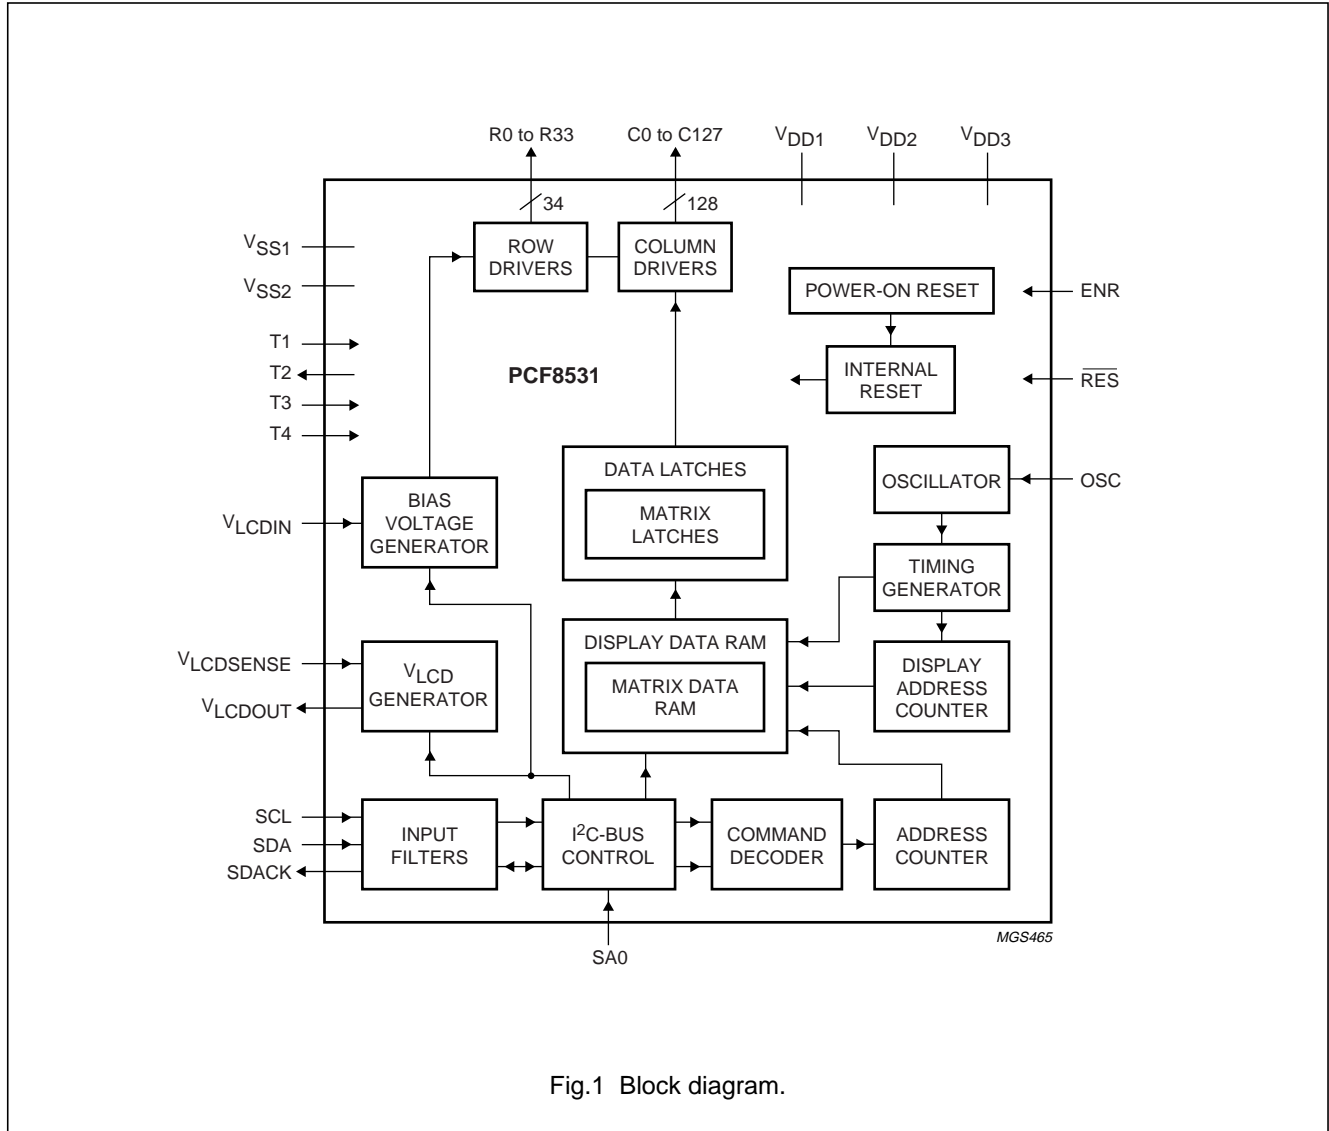 R0 to R33
C0 to C127
VDD1
VDD2
VDD3
34
128
VSS1
VSS2
T1
T2
T3
T4
ROW
DRIVERS
COLUMN
DRIVERS
POWER-ON RESET
ENR
INTERNAL
RESET
RES
PCF8531
DATA LATCHES
MATRIX
LATCHES
OSCILLATOR
OSC
BIAS
VOLTAGE
GENERATOR
VLCDIN
TIMING
GENERATOR
DISPLAY DATA RAM
MATRIX DATA
RAM
DISPLAY
ADDRESS
COUNTER
VLCDSENSE
VLCDOUT
VLCD
GENERATOR
SCL
SDA
SDACK
INPUT
FILTERS
I²C-BUS
CONTROL
COMMAND
DECODER
ADDRESS
COUNTER
SA0
MGS465
Fig.1 Block diagram.